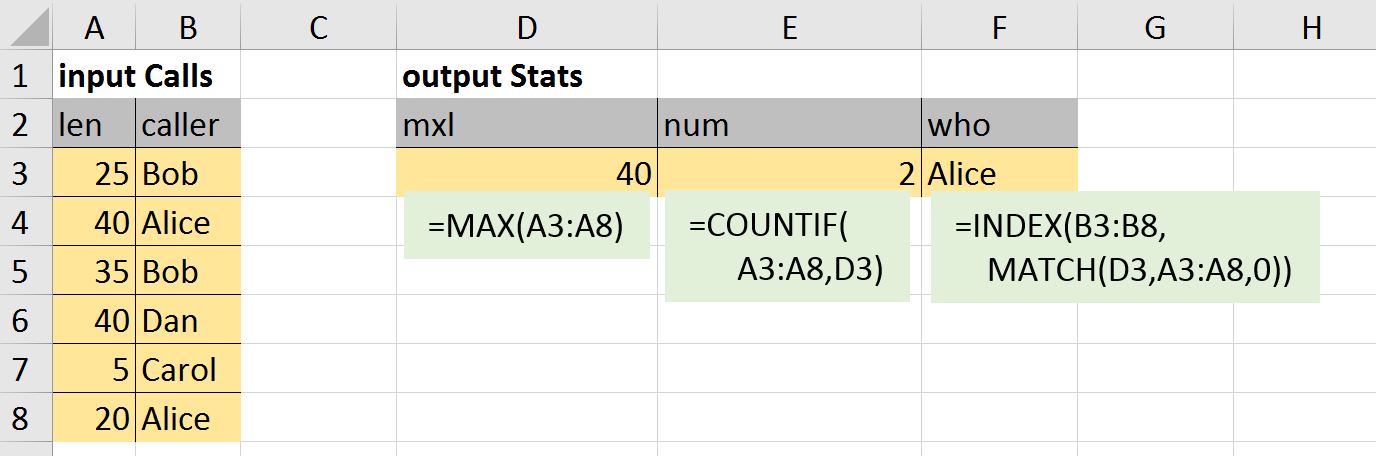 A B C D E F G H
1 input Calls output Stats
2 len caller mxl num who
3 25 Bob 40 2 Alice
4 40 Alice =MAX(A3:A8) =COUNTIF( =INDEX(B3:B8,
5 35 Bob A3:A8,D3) MATCH(D3,A3:A8,0))
6 40 Dan
7 5 Carol
8 20 Alice